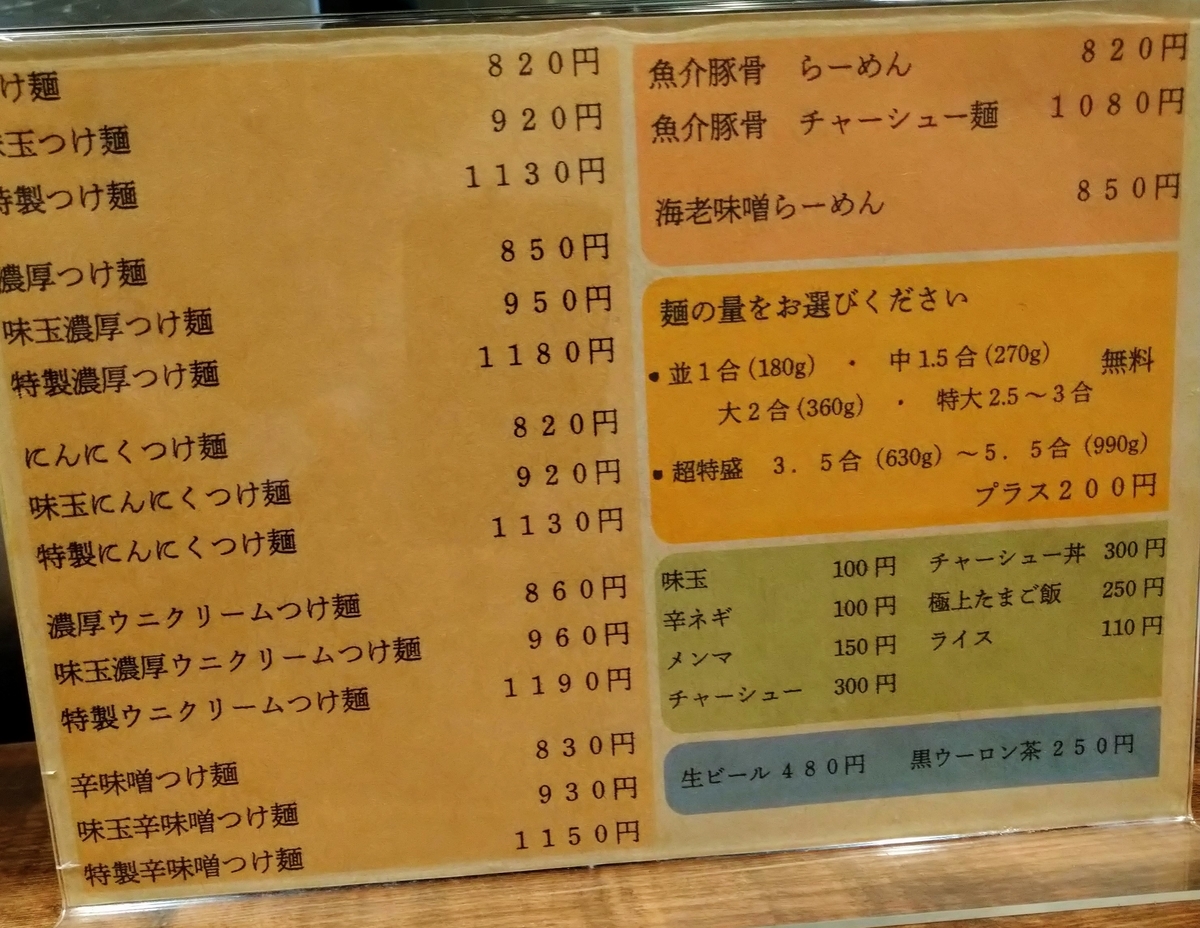 け麺 820円
味玉つけ麺 920円
特製つけ麺 1130円
濃厚つけ麺 850円
味玉濃厚つけ麺 950円
特製濃厚つけ麺 1180円
にんにくつけ麺 820円
味玉にんにくつけ麺 920円
特製にんにくつけ麺 1130円
濃厚ウニクリームつけ麺 860円
味玉濃厚ウニクリームつけ麺 960円
特製ウニクリームつけ麺 1190円
辛味噌つけ麺 830円
味玉辛味噌つけ麺 930円
特製辛味噌つけ麺 1150円
魚介豚骨 らーめん 820円
魚介豚骨 チャーシュー麺 1080円
海老味噌らーめん 850円
麺の量をお選びください
•並1合(180g) ・ 中1.5合(270g) 無料
大2合(360g) ・ 特大2.5〜3合
•超特盛 3.5合(630g)〜5.5合(990g)
プラス200円
味玉 100円
辛ネギ 100円
メンマ 150円
チャーシュー 300円
チャーシュー丼 300円
極上たまご飯 250円
ライス 110円
生ビール 480円 黒ウーロン茶 250円